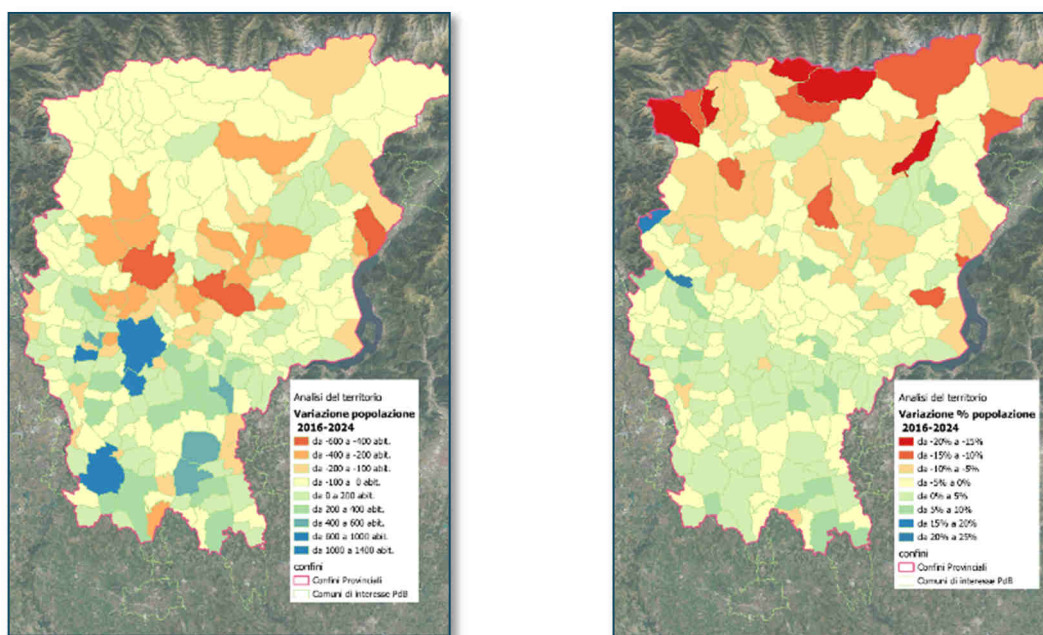 Analisi del territorio
Variazione popolazione
2016-2024
da -600 a -400 abit.
da -400 a -200 abit.
da -200 a -100 abit.
da -100 a 0 abit.
da 0 a 200 abit.
da 200 a 400 abit.
da 400 a 600 abit.
da 600 a 1000 abit.
da 1000 a 1400 abit.
confini
Confini Provinciali
Comuni di interesse PdB
Analisi del territorio
Variazione % popolazione
2016-2024
da -20% a -15%
da -15% a -10%
da -10% a -5%
da -5% a 0%
da 0% a 5%
da 5% a 10%
da 15% a 20%
da 20% a 25%
confini
Confini Provinciali
Comuni di interesse PdB